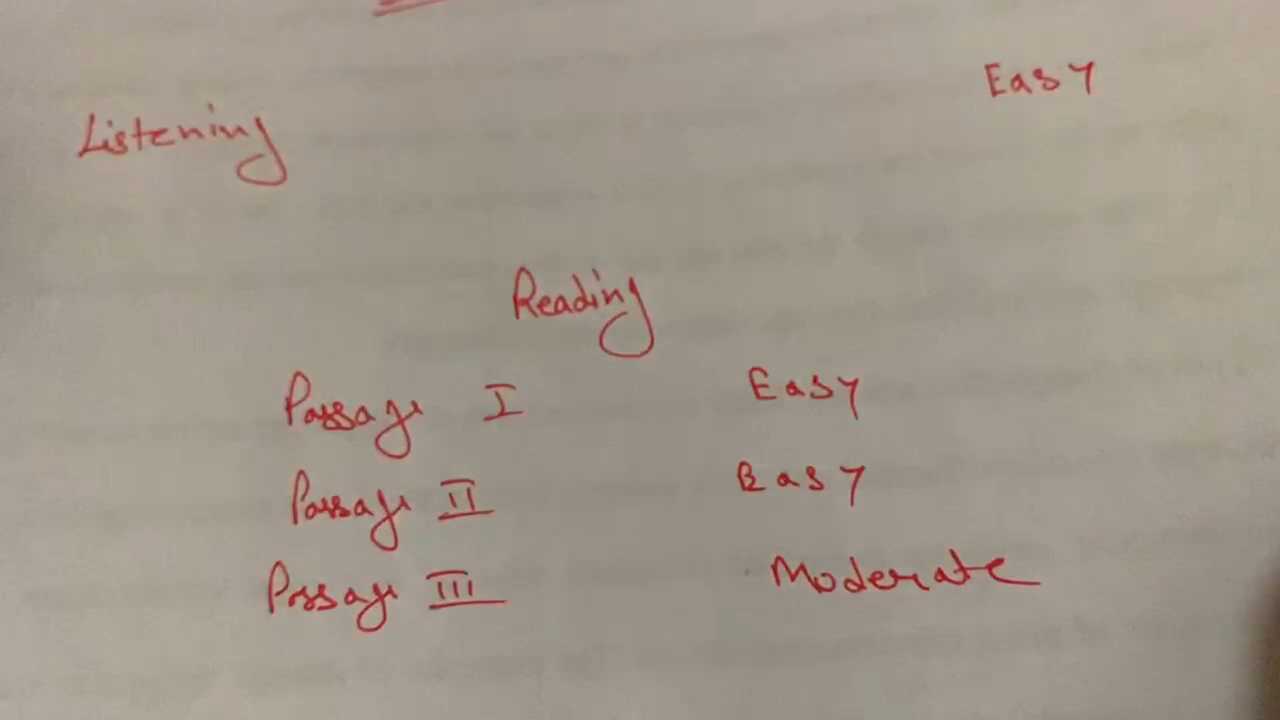 Listening Easy
Reading
Passage I Easy
Passage II Easy
Passage III Moderate